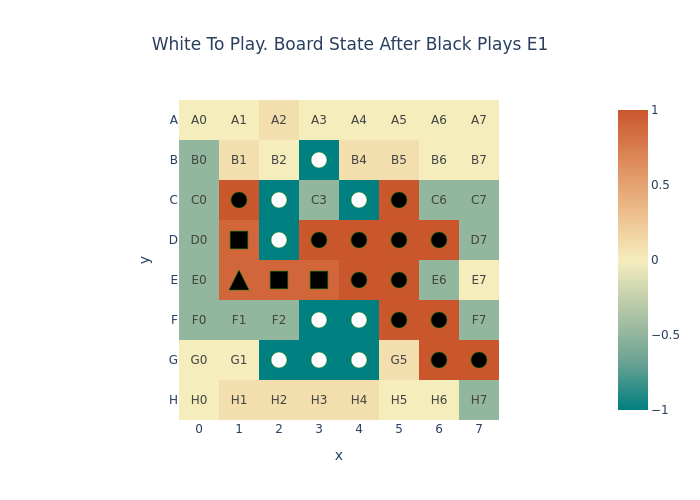 White To Play. Board State After Black Plays E1
A A0 A1 A2 A3 A4 A5 A6 A7
B B0 B1 B2 B4 B5 B6 B7
C C0 C3 C6 C7
D D0 D7
E E0 E6 E7
F F0 F1 F2 F7
G G0 G1 G5
H H0 H1 H2 H3 H4 H5 H6 H7
0 1 2 3 4 5 6 7
x
y
1
0.5
0
−0.5
−1